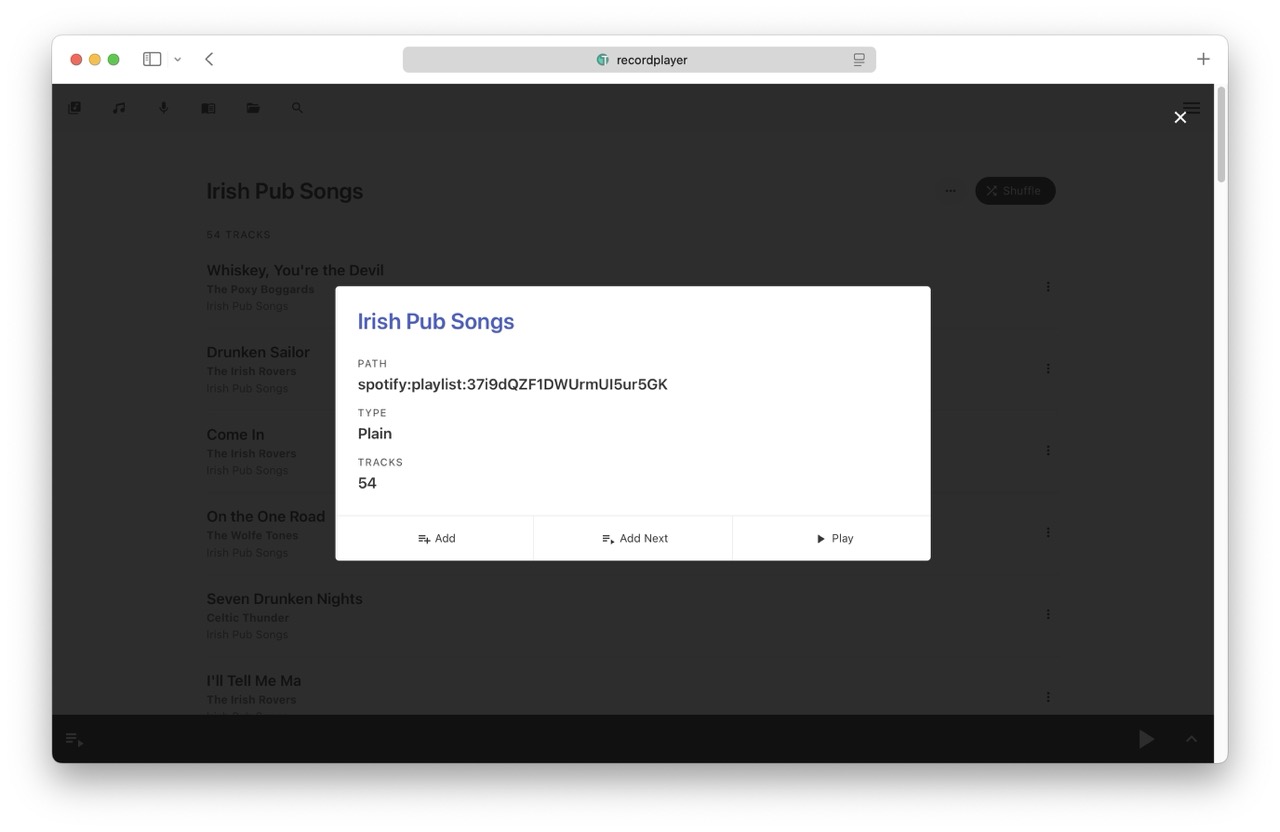 recordplayer
Irish Pub Songs
Shuffle
54 TRACKS
Whiskey, You're the Devil
The Poxy Boggards
Irish Pub Songs
Drunken Sailor
The Irish Rovers
Irish Pub Songs
Come In
The Irish Rovers
Irish Pub Songs
On the One Road
The Wolfe Tones
Irish Pub Songs
Seven Drunken Nights
Celtic Thunder
Irish Pub Songs
I'll Tell Me Ma
The Irish Rovers
Irish Pub Songs
PATH
spotify:playlist:37i9dQZF1DWUrmUI5ur5GK
TYPE
Plain
TRACKS
54
Add
Add Next
Play